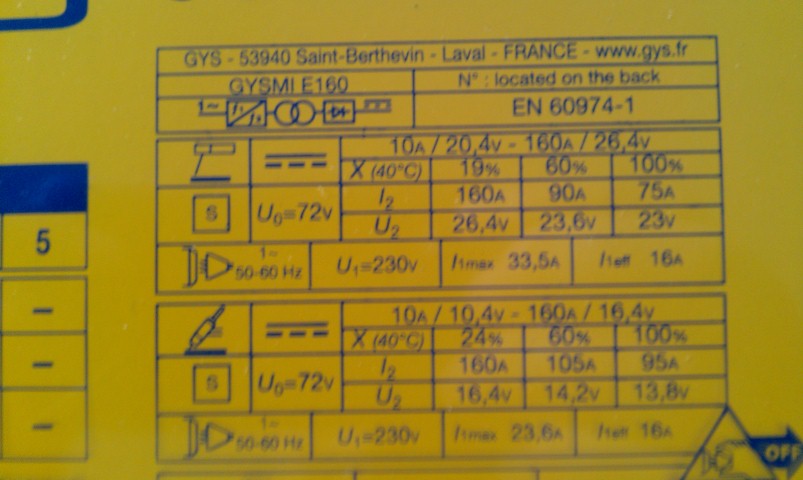 GYS - 53940 Saint-Berthevin - Laval - FRANCE - www.gys.fr
GYSMI E160 N° : located on the back
1~ f1 f2 EN 60974-1
10A / 20,4V - 160A / 26,4V
X (40°C) 19% 60% 100%
S U0=72V I2 160A 90A 75A
U2 26,4V 23,6V 23V
1~ 50-60 Hz U1=230V I1max 33,5A I1eff 16A
10A / 10,4V - 160A / 16,4V
X (40°C) 24% 60% 100%
S U0=72V I2 160A 105A 95A
U2 16,4V 14,2V 13,8V
1~ 50-60 Hz U1=230V I1max 23,6A I1eff 16A
5
-
-
-
OFF